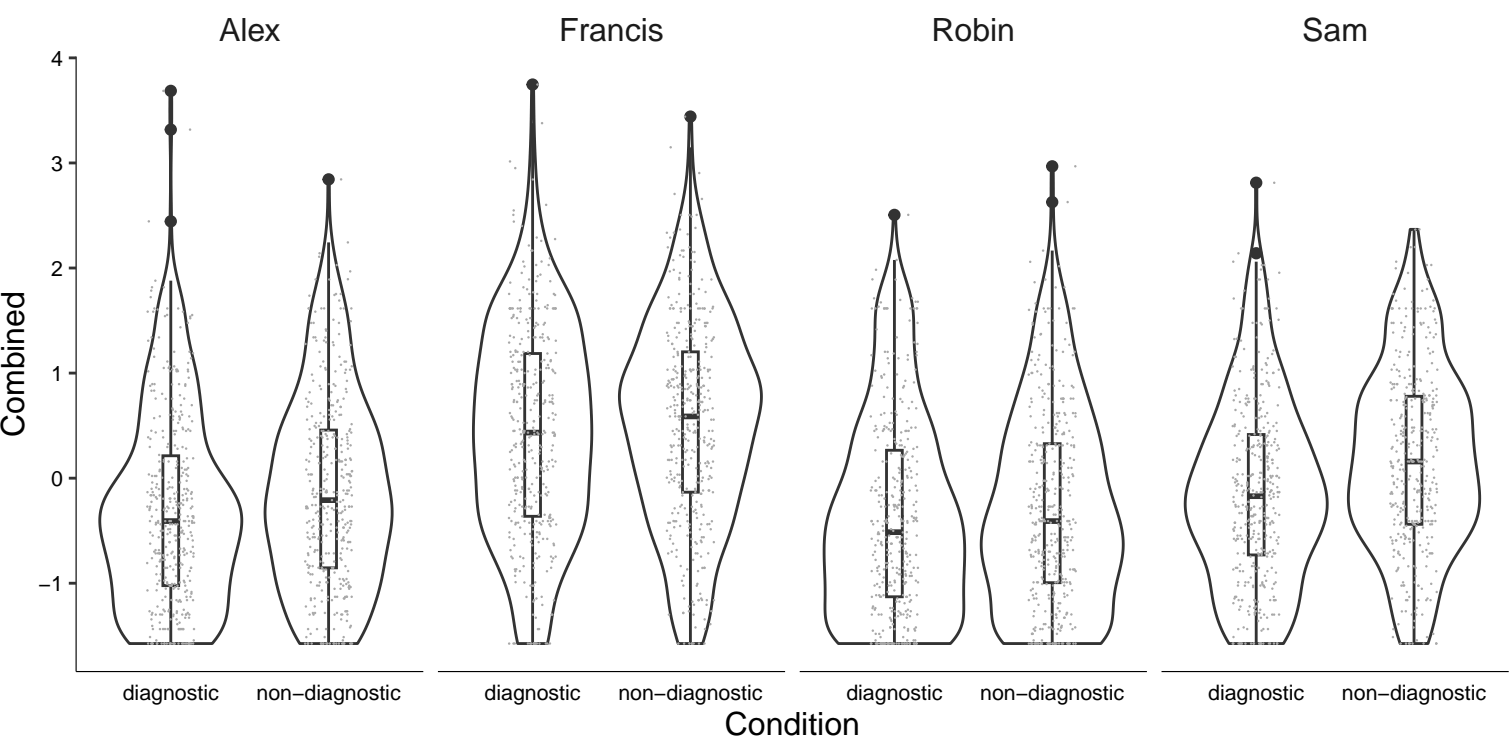 Alex Francis Robin Sam
4
3
2
1
0
−1
Combined
diagnostic non−diagnostic diagnostic non−diagnostic diagnostic non−diagnostic diagnostic non−diagnostic
Condition